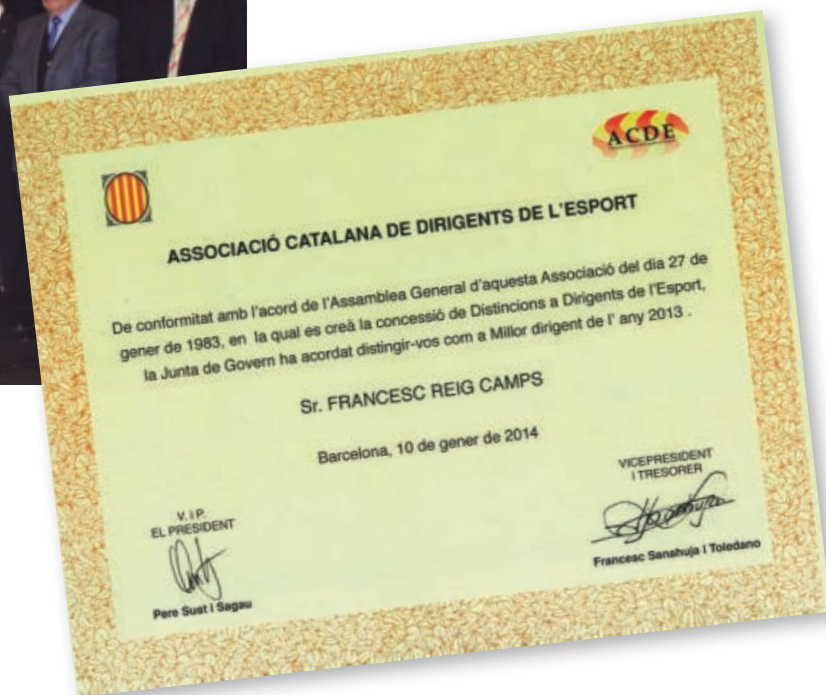 ACDE
ASSOCIACIÓ CATALANA DE DIRIGENTS DE L'ESPORT
De conformitat amb l'acord de l'Assamblea General d'aquesta Associació del dia 27 de
gener de 1983, en la qual es creà la concessió de Distincions a Dirigents de l'Esport,
la Junta de Govern ha acordat distingir-vos com a Millor dirigent de l' any 2013 .
Sr. FRANCESC REIG CAMPS
Barcelona, 10 de gener de 2014
V. i P.
EL PRESIDENT
Pere Sust i Sagau
VICEPRESIDENT
I TRESORER
Francesc Sanahuja i Toledano